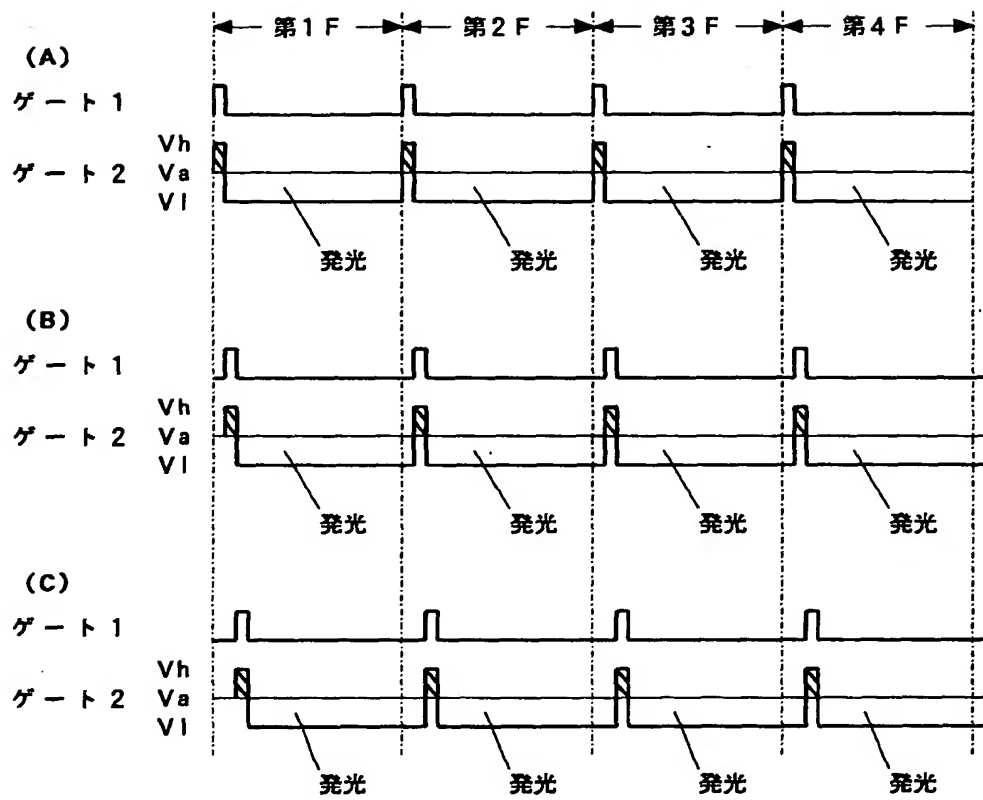 第1F 第2F 第3F 第4F
(A)
ゲート1
Vh
ゲート2 Va
Vl
発光 発光 発光 発光
(B)
ゲート1
Vh
ゲート2 Va
Vl
発光 発光 発光 発光
(C)
ゲート1
Vh
ゲート2 Va
Vl
発光 発光 発光 発光